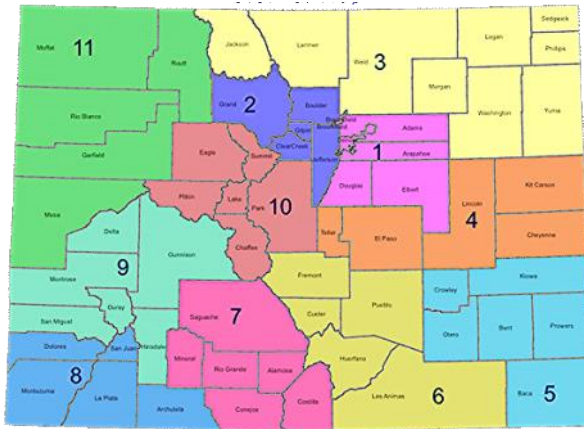 11
Moffat
Routt
Jackson
Larimer
Weld
3
Logan
Sedgwick
Phillips
Morgan
Washington
Yuma
Rio Blanco
Garfield
Grand
2
Boulder
Gilpin
Broomfield
ClearCreek
Jefferson
Adams
1
Arapahoe
Douglas
Elbert
Eagle
Summit
Pitkin
Lake
Park
10
Chaffee
Mesa
Delta
Gunnison
9
Montrose
Ouray
San Miguel
Hinsdale
Teller
El Paso
Lincoln
4
Kit Carson
Cheyenne
Fremont
Custer
Pueblo
Crowley
Kiowa
Otero
Bent
Prowers
Baca
5
Saguache
7
Mineral
Rio Grande
Alamosa
Conejos
Costilla
Huerfano
Las Animas
6
Dolores
San Juan
8
Montezuma
La Plata
Archuleta